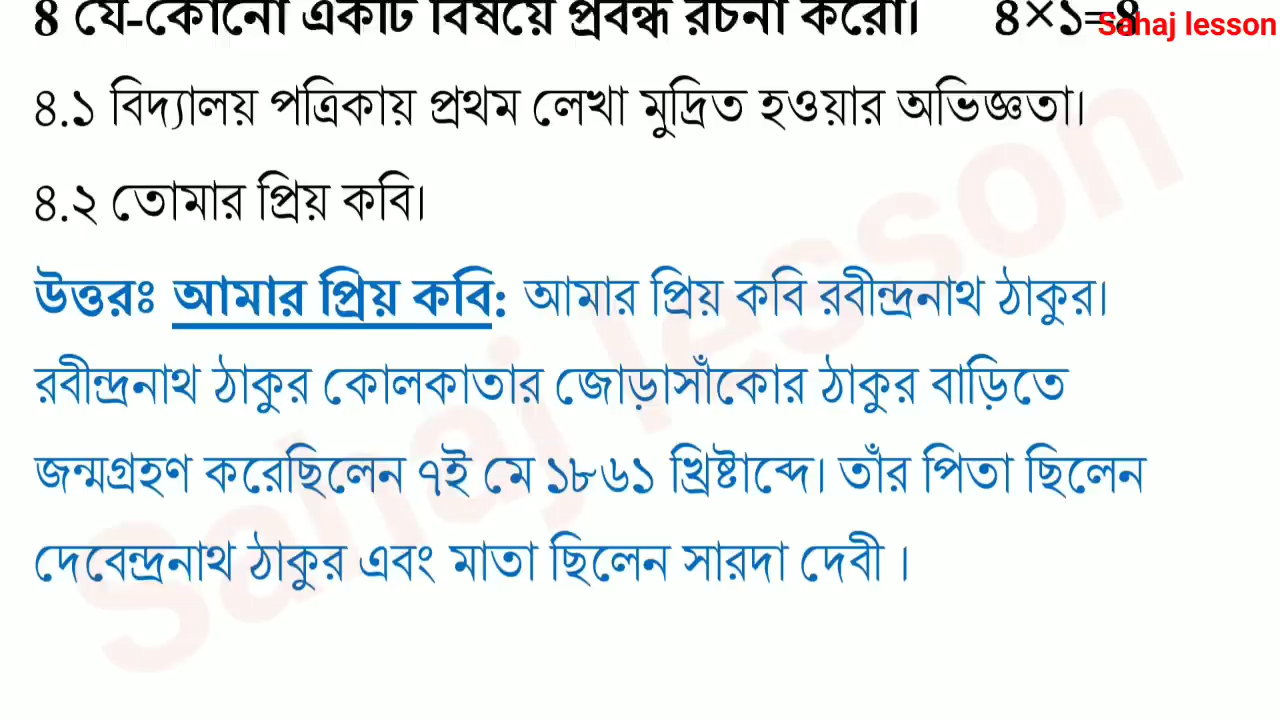 ৪ যে-কোনো একটি বিষয়ে প্রবন্ধ রচনা করো। ৪×১=৪
Sahaj lesson
৪.১ বিদ্যালয় পত্রিকায় প্রথম লেখা মুদ্রিত হওয়ার অভিজ্ঞতা।
৪.২ তোমার প্রিয় কবি।
উত্তরঃ আমার প্রিয় কবি: আমার প্রিয় কবি রবীন্দ্রনাথ ঠাকুর।
রবীন্দ্রনাথ ঠাকুর কোলকাতার জোড়াসাঁকোর ঠাকুর বাড়িতে
জন্মগ্রহণ করেছিলেন ৭ই মে ১৮৬১ খ্রিষ্টাব্দে। তাঁর পিতা ছিলেন
দেবেন্দ্রনাথ ঠাকুর এবং মাতা ছিলেন সারদা দেবী ।
Sahaj lesson